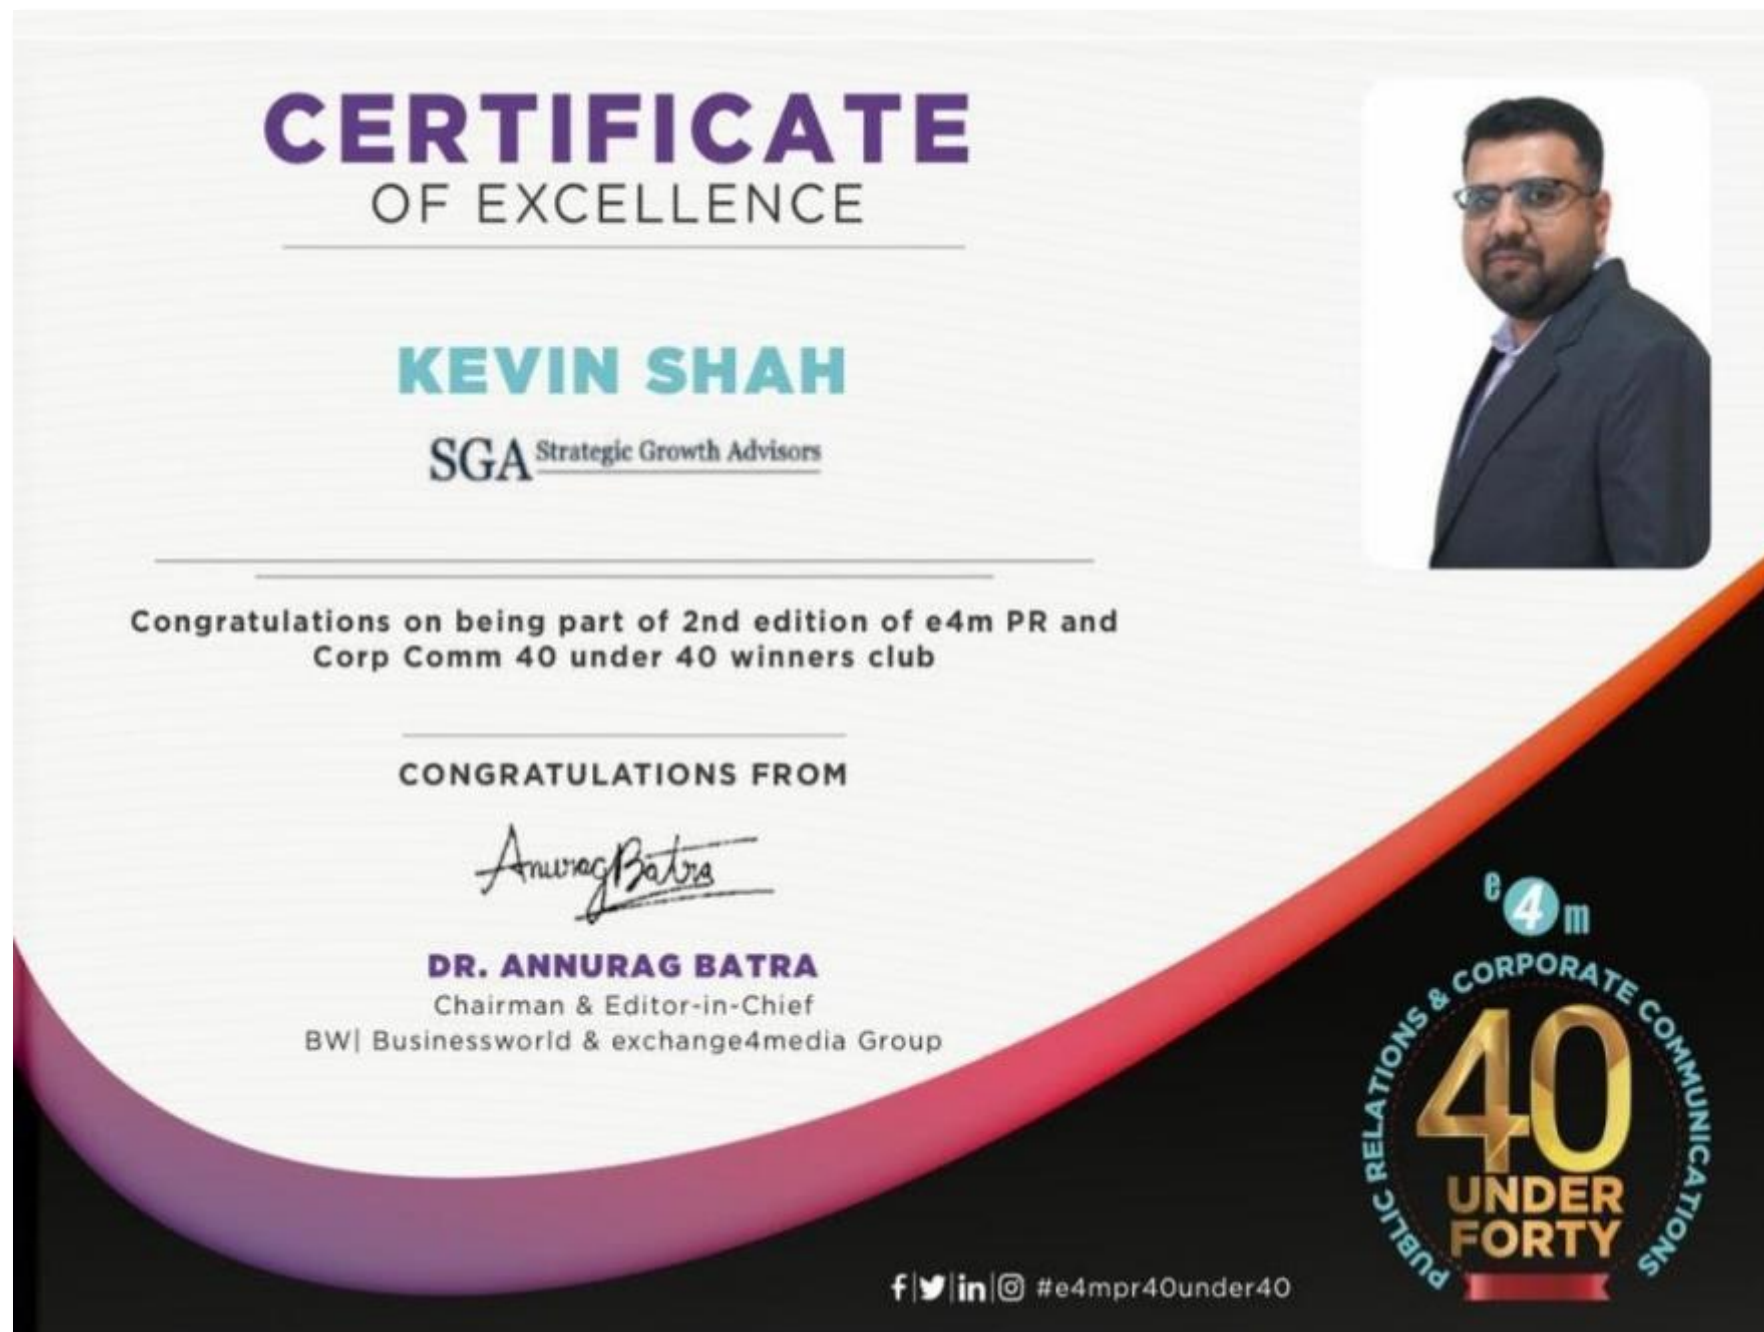 CERTIFICATE
OF EXCELLENCE
KEVIN SHAH
SGA Strategic Growth Advisors
Congratulations on being part of 2nd edition of e4m PR and
Corp Comm 40 under 40 winners club
CONGRATULATIONS FROM
Anurag Batra
DR. ANNURAG BATRA
Chairman & Editor-in-Chief
BW| Businessworld & exchange4media Group
e4m
PUBLIC RELATIONS & CORPORATE COMMUNICATIONS
40
UNDER
FORTY
#e4mpr40under40